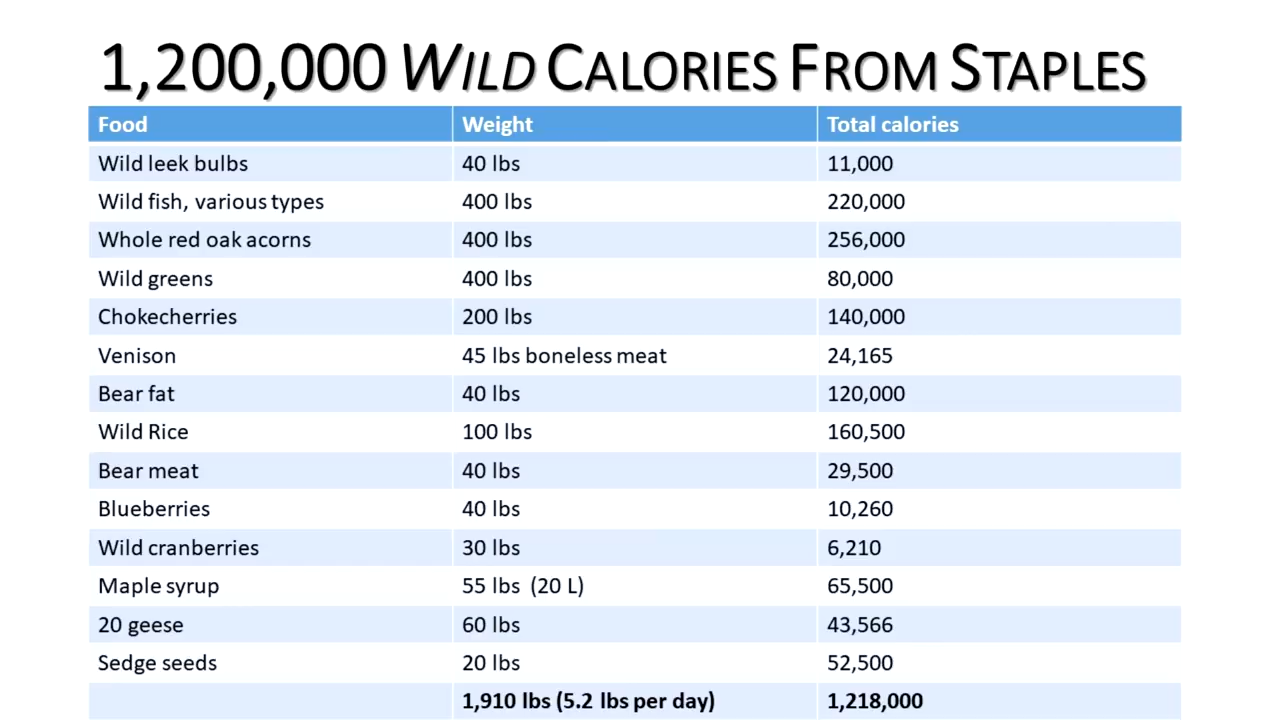 1,200,000 WILD CALORIES FROM STAPLES
Food Weight Total calories
Wild leek bulbs 40 lbs 11,000
Wild fish, various types 400 lbs 220,000
Whole red oak acorns 400 lbs 256,000
Wild greens 400 lbs 80,000
Chokecherries 200 lbs 140,000
Venison 45 lbs boneless meat 24,165
Bear fat 40 lbs 120,000
Wild Rice 100 lbs 160,500
Bear meat 40 lbs 29,500
Blueberries 40 lbs 10,260
Wild cranberries 30 lbs 6,210
Maple syrup 55 lbs (20 L) 65,500
20 geese 60 lbs 43,566
Sedge seeds 20 lbs 52,500
1,910 lbs (5.2 lbs per day) 1,218,000